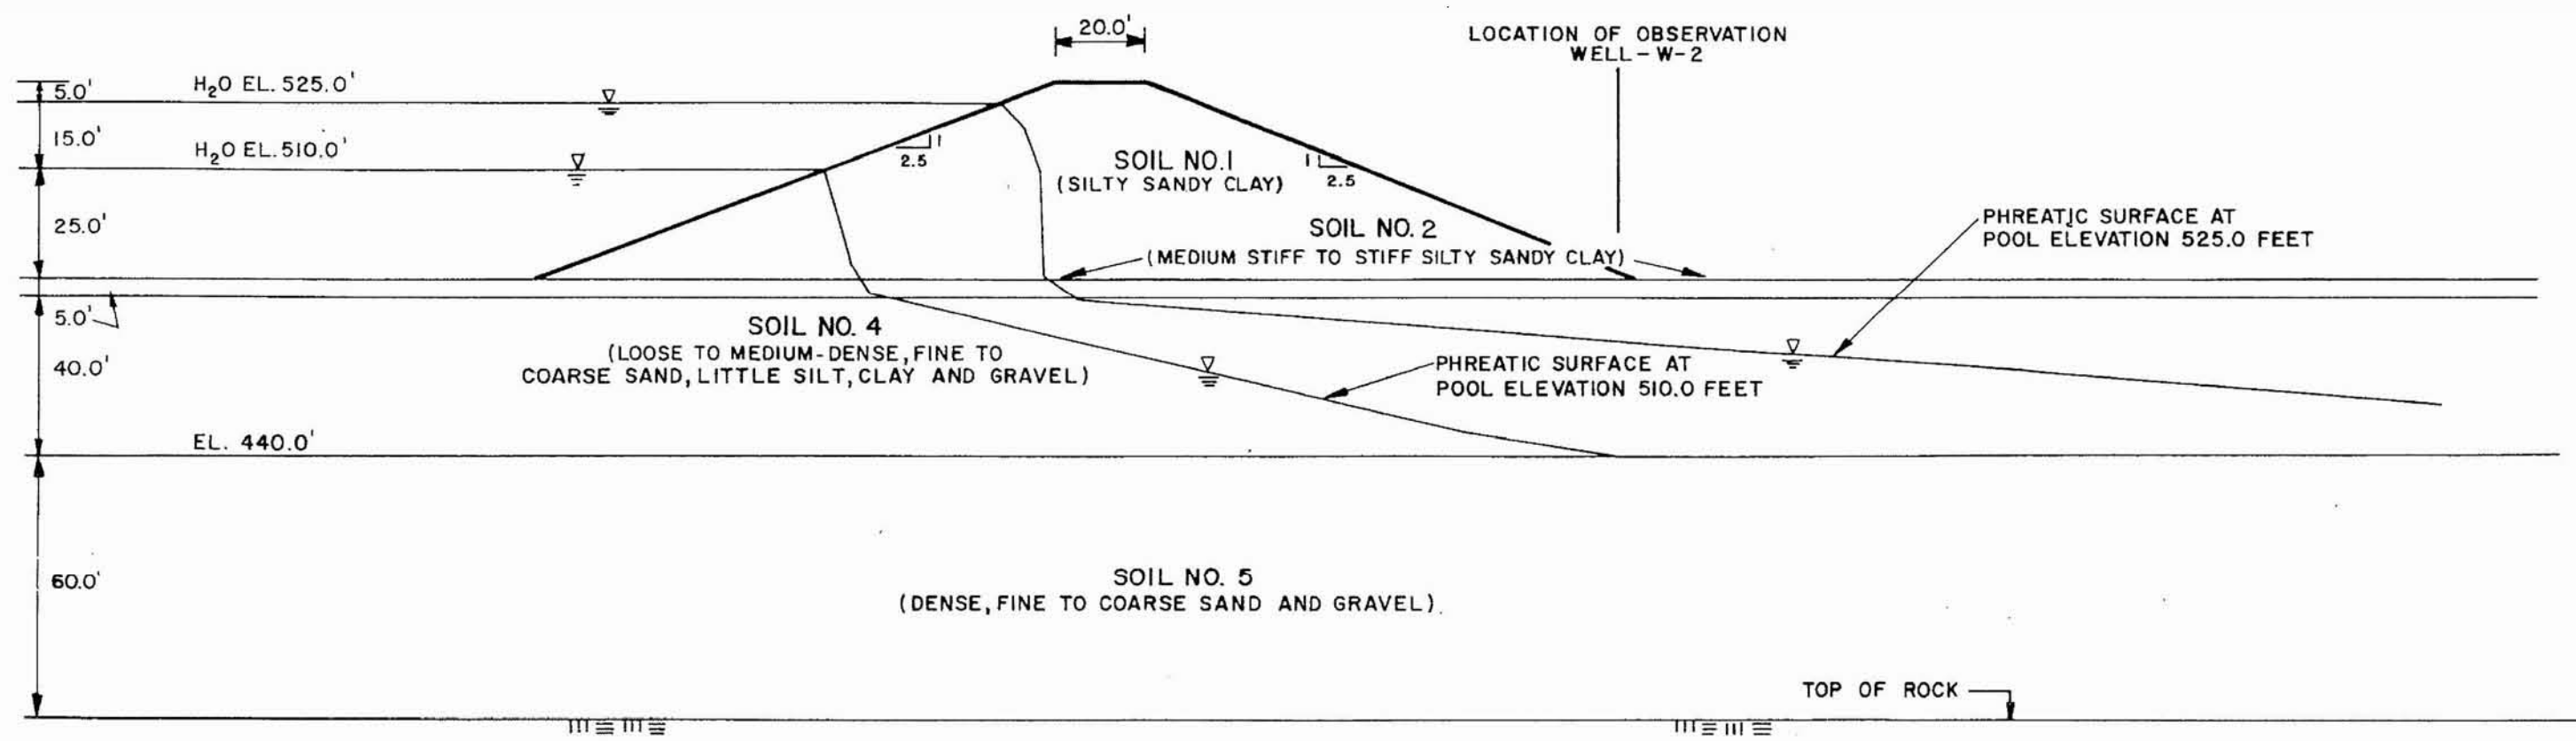 20.0'
LOCATION OF OBSERVATION
WELL-W-2
5.0'
H₂O EL. 525.0'
15.0'
H₂O EL. 510.0'
1
2.5
SOIL NO. 1
(SILTY SANDY CLAY)
1
2.5
25.0'
SOIL NO. 2
(MEDIUM STIFF TO STIFF SILTY SANDY CLAY)
PHREATIC SURFACE AT
POOL ELEVATION 525.0 FEET
5.0'
SOIL NO. 4
(LOOSE TO MEDIUM-DENSE, FINE TO
COARSE SAND, LITTLE SILT, CLAY AND GRAVEL)
40.0'
PHREATIC SURFACE AT
POOL ELEVATION 510.0 FEET
EL. 440.0'
60.0'
SOIL NO. 5
(DENSE, FINE TO COARSE SAND AND GRAVEL)
TOP OF ROCK